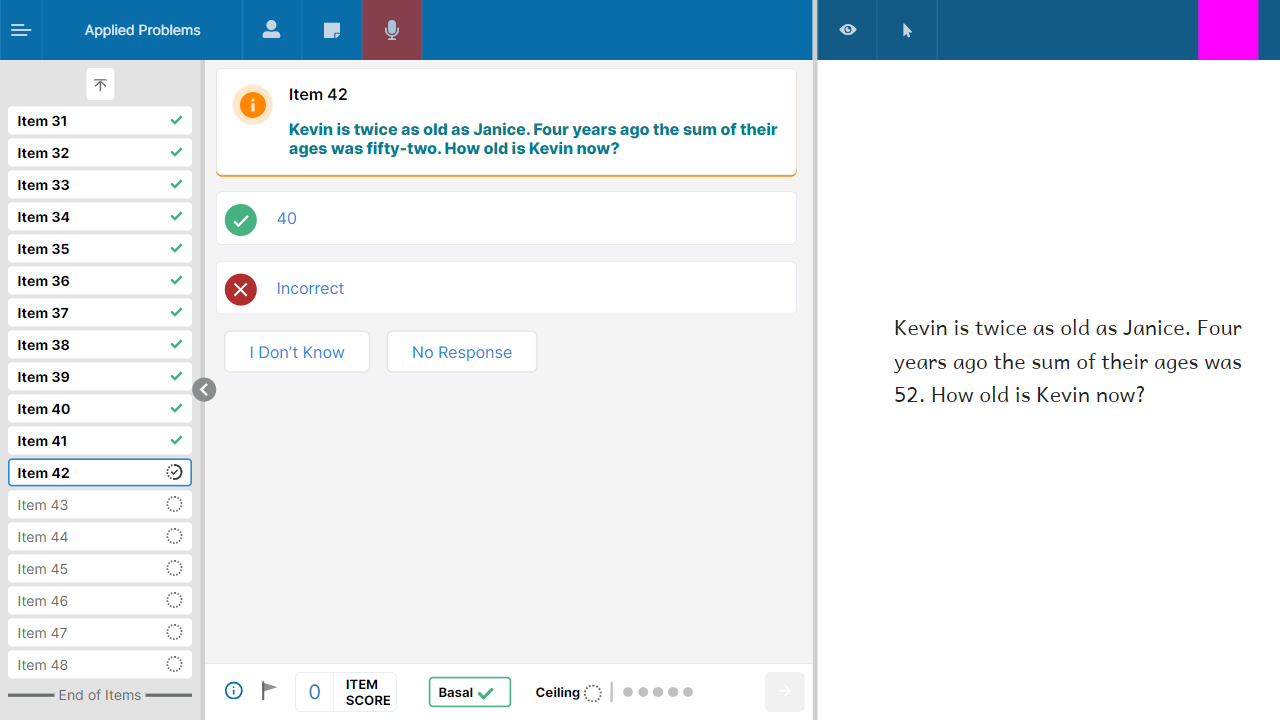 Applied Problems
Item 31
Item 32
Item 33
Item 34
Item 35
Item 36
Item 37
Item 38
Item 39
Item 40
Item 41
Item 42
Item 43
Item 44
Item 45
Item 46
Item 47
Item 48
End of Items
Item 42
Kevin is twice as old as Janice. Four years ago the sum of their
ages was fifty-two. How old is Kevin now?
40
Incorrect
I Don’t Know
No Response
0
ITEM
SCORE
Basal
Ceiling
Kevin is twice as old as Janice. Four
years ago the sum of their ages was
52. How old is Kevin now?